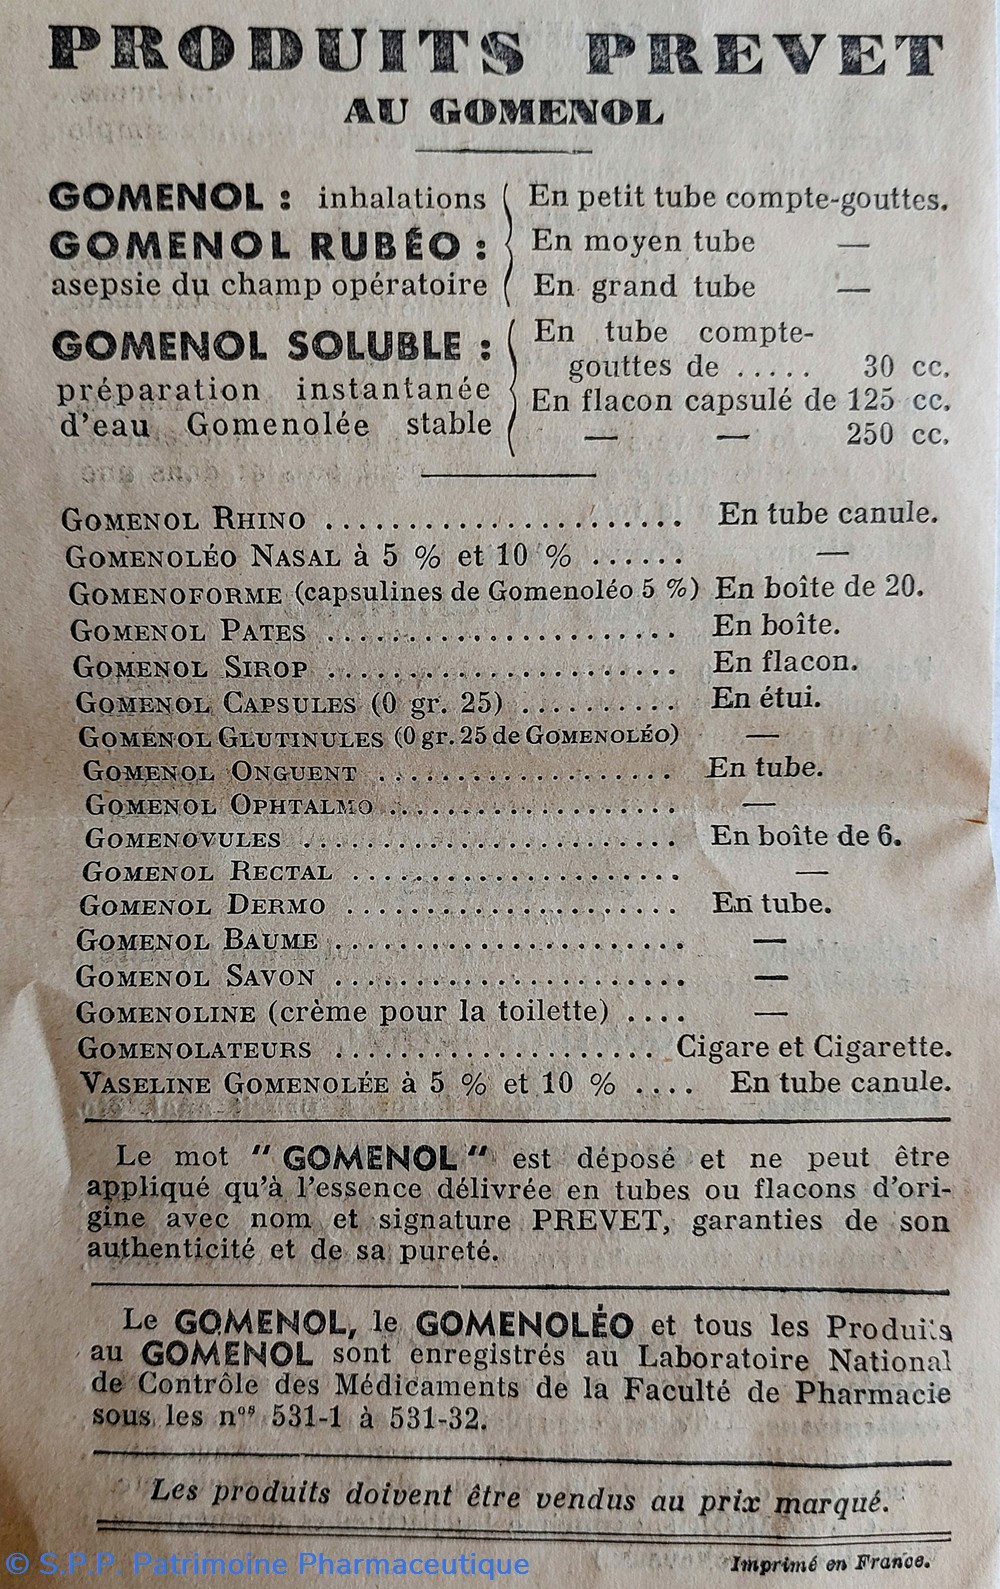 PRODUITS PREVET
AU GOMENOL
GOMENOL : inhalations
GOMENOL RUBÉO :
asepsie du champ opératoire
En petit tube compte-gouttes.
En moyen tube —
En grand tube —
GOMENOL SOLUBLE :
préparation instantanée
d'eau Gomenolée stable
En tube compte-
gouttes de ..... 30 cc.
En flacon capsulé de 125 cc.
— — 250 cc.
GOMENOL RHINO ...................... En tube canule.
GOMENOLÉO NASAL à 5 % et 10 % ...... —
GOMENOFORME (capsulines de Gomenoléo 5 %) En boîte de 20.
GOMENOL PATES ...................... En boîte.
GOMENOL SIROP ...................... En flacon.
GOMENOL CAPSULES (0 gr. 25) .......... En étui.
GOMENOL GLUTINULES (0 gr. 25 de GOMENOLÉO) —
GOMENOL ONGUENT ................... En tube.
GOMENOL OPHTALMO ................... —
GOMENOVULES ........................ En boîte de 6.
GOMENOL RECTAL ..................... —
GOMENOL DERMO ..................... En tube.
GOMENOL BAUME ...................... —
GOMENOL SAVON ...................... —
GOMENOLINE (crème pour la toilette) .... —
GOMENOLATEURS .................... Cigare et Cigarette.
VASELINE GOMENOLÉE à 5 % et 10 % .... En tube canule.
Le mot "GOMENOL" est déposé et ne peut être
appliqué qu'à l'essence délivrée en tubes ou flacons d'ori-
gine avec nom et signature PREVET, garanties de son
authenticité et de sa pureté.
Le GOMENOL, le GOMENOLÉO et tous les Produits
au GOMENOL sont enregistrés au Laboratoire National
de Contrôle des Médicaments de la Faculté de Pharmacie
sous les nos 531-1 à 531-32.
Les produits doivent être vendus au prix marqué.
Imprimé en France.
© S.P.P. Patrimoine Pharmaceutique